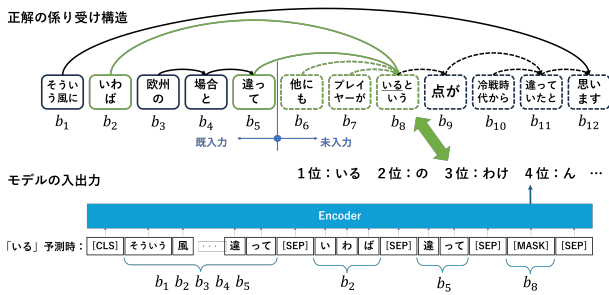 正解の係り受け構造
そうい
う風に
いわ
ば
欧州
の
場合
と
違っ
て
他に
も
プレイ
ヤーが
いると
いう
点が
冷戦時
代から
違って
いたと
思い
ます
b1 b2 b3 b4 b5 b6 b7 b8 b9 b10 b11 b12
既入力 未入力
1位:いる 2位:の 3位:わけ 4位:ん …
モデルの入出力
Encoder
「いる」予測時: [CLS] そういう 風 ···· 違 って [SEP] い わ ば [SEP] 違 って [SEP] [MASK] [SEP]
b1 b2 b3 b4 b5 b2 b5 b8